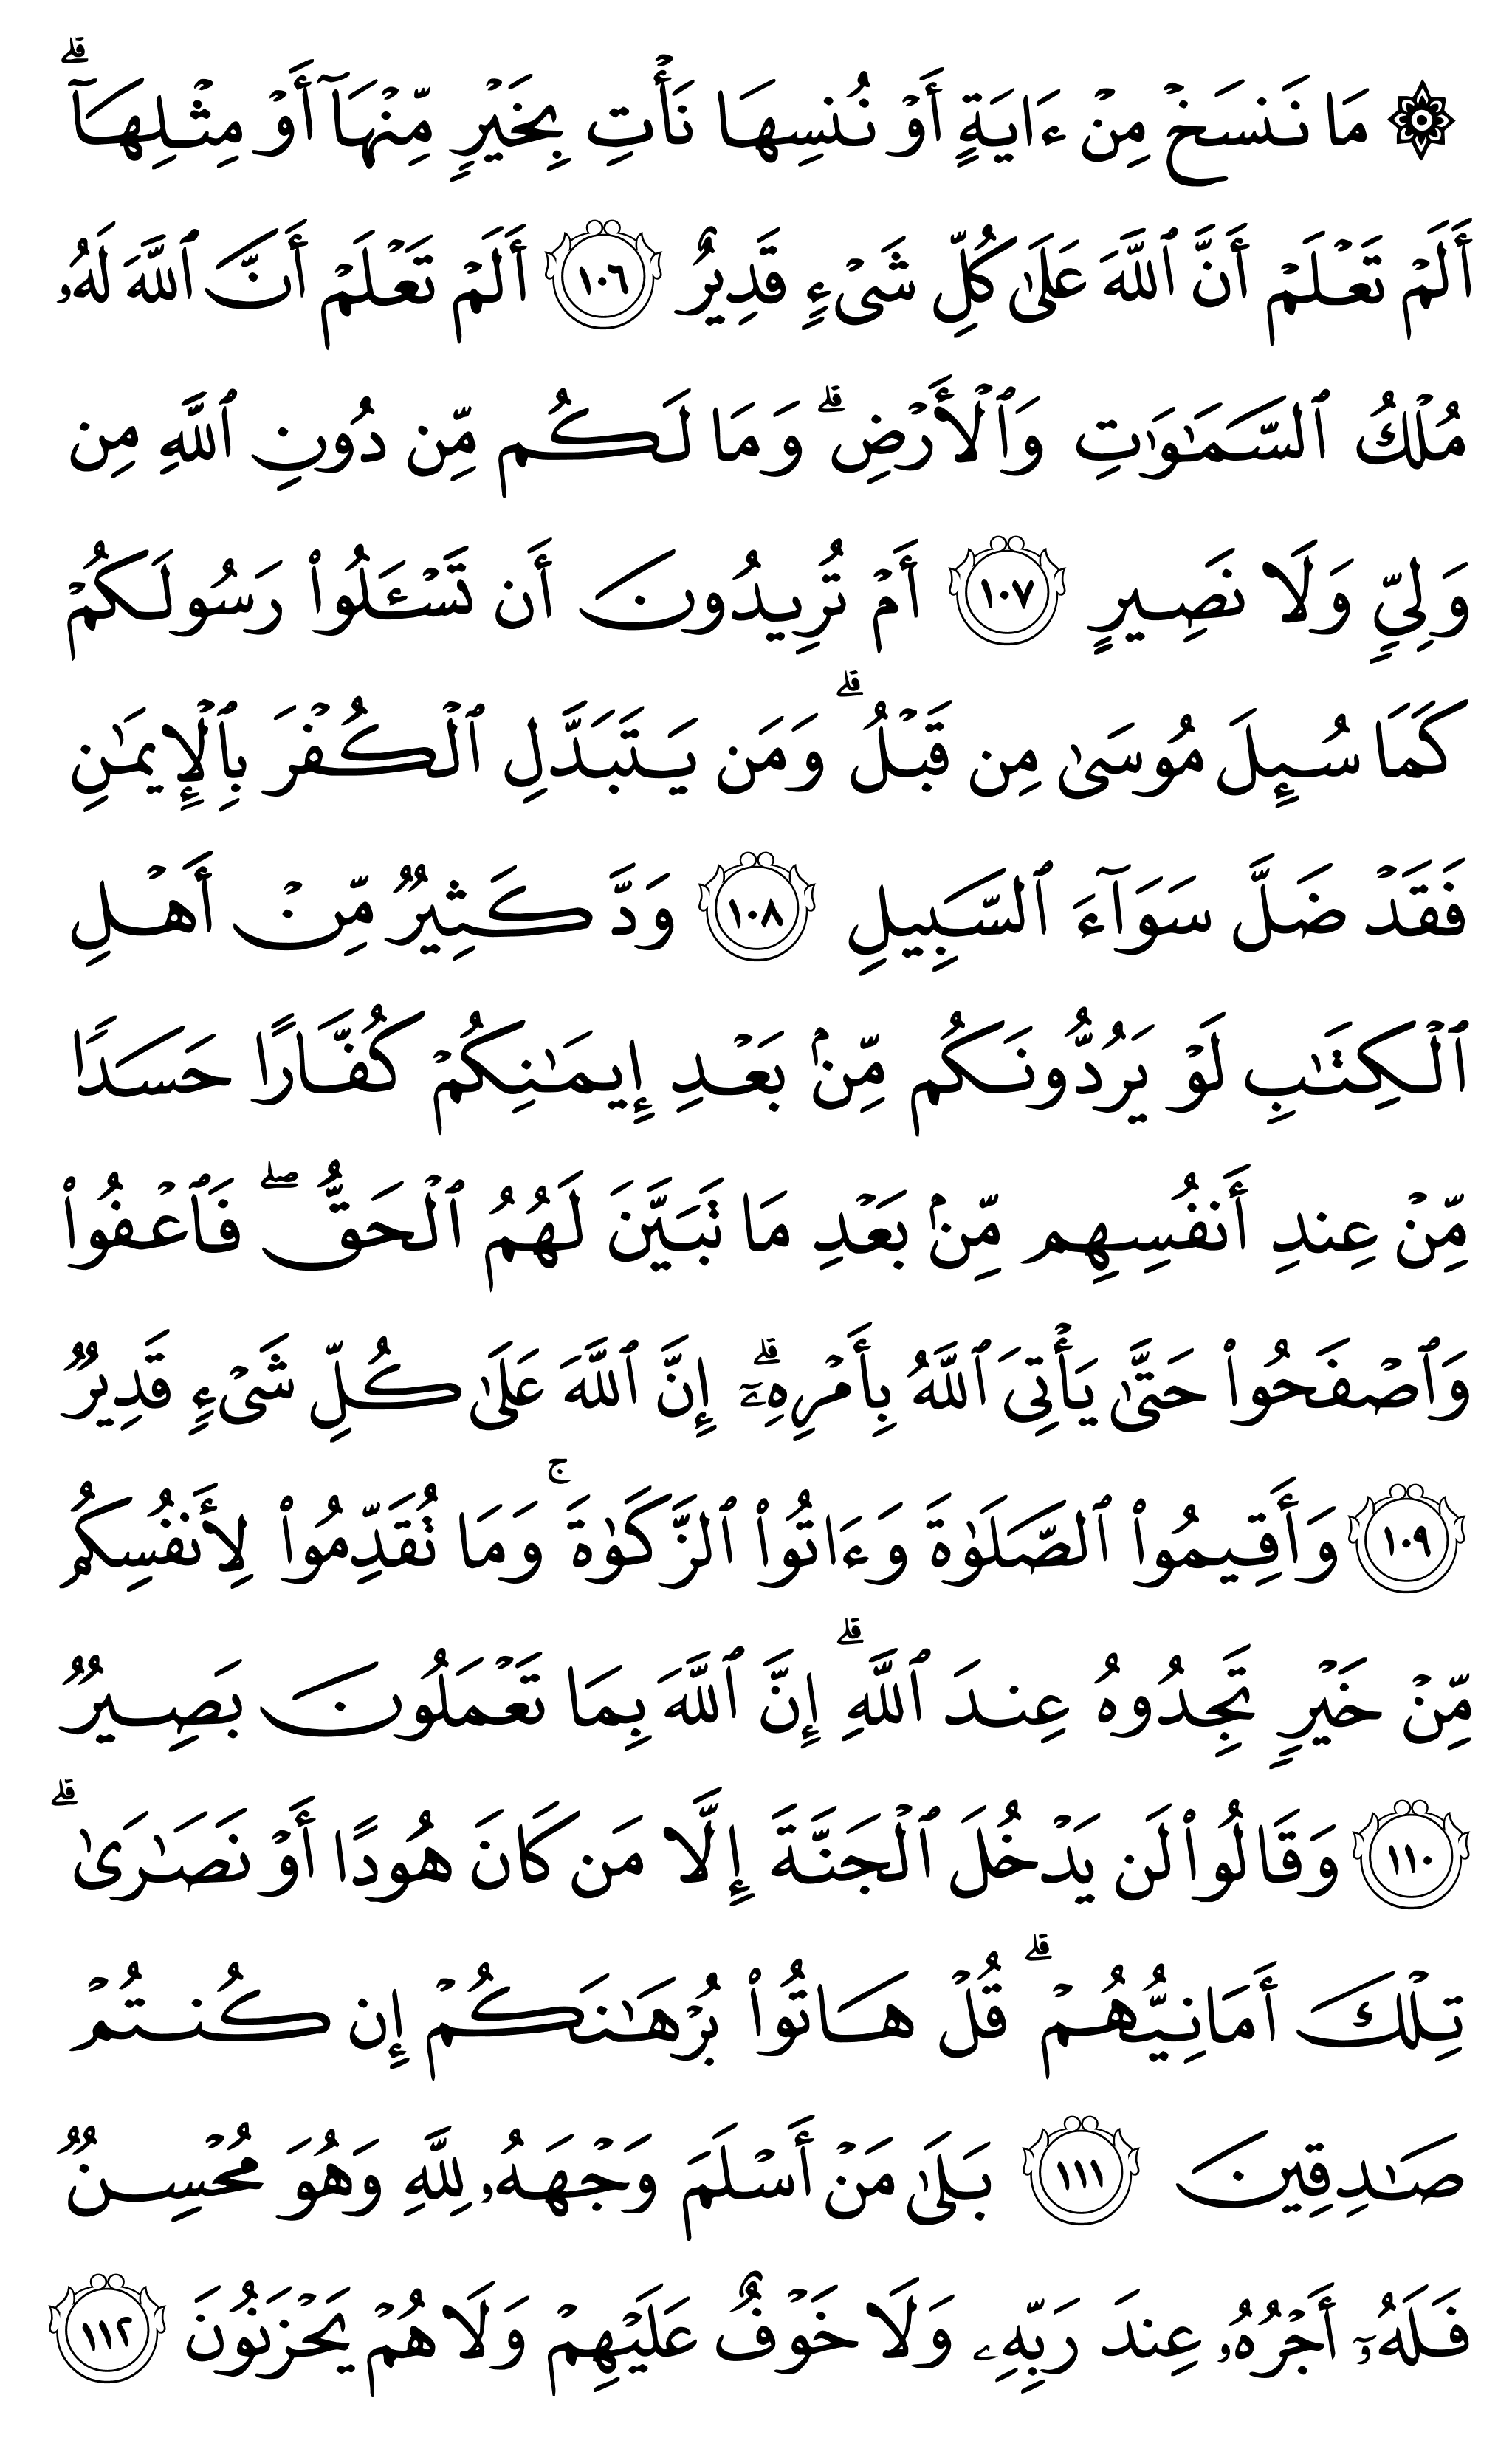 ۞ مَا نَنسَخۡ مِنۡ ءَايَةٍ أَوۡ نُنسِهَا نَأۡتِ بِخَيۡرٖ مِّنۡهَآ أَوۡ مِثۡلِهَآۗ
أَلَمۡ تَعۡلَمۡ أَنَّ ٱللَّهَ عَلَىٰ كُلِّ شَيۡءٖ قَدِيرٌ ١٠٦ أَلَمۡ تَعۡلَمۡ أَنَّ ٱللَّهَ لَهُۥ
مُلۡكُ ٱلسَّمَٰوَٰتِ وَٱلۡأَرۡضِۗ وَمَا لَكُم مِّن دُونِ ٱللَّهِ مِن
وَلِيّٖ وَلَا نَصِيرٍ ١٠٧ أَمۡ تُرِيدُونَ أَن تَسۡـَٔلُواْ رَسُولَكُمۡ
كَمَا سُئِلَ مُوسَىٰ مِن قَبۡلُۗ وَمَن يَتَبَدَّلِ ٱلۡكُفۡرَ بِٱلۡإِيمَٰنِ
فَقَدۡ ضَلَّ سَوَآءَ ٱلسَّبِيلِ ١٠٨ وَدَّ كَثِيرٞ مِّنۡ أَهۡلِ
ٱلۡكِتَٰبِ لَوۡ يَرُدُّونَكُم مِّنۢ بَعۡدِ إِيمَٰنِكُمۡ كُفَّارًا حَسَدٗا
مِّنۡ عِندِ أَنفُسِهِم مِّنۢ بَعۡدِ مَا تَبَيَّنَ لَهُمُ ٱلۡحَقُّۖ فَٱعۡفُواْ
وَٱصۡفَحُواْ حَتَّىٰ يَأۡتِيَ ٱللَّهُ بِأَمۡرِهِۦٓۗ إِنَّ ٱللَّهَ عَلَىٰ كُلِّ شَيۡءٖ قَدِيرٞ
١٠٩ وَأَقِيمُواْ ٱلصَّلَوٰةَ وَءَاتُواْ ٱلزَّكَوٰةَۚ وَمَا تُقَدِّمُواْ لِأَنفُسِكُم
مِّنۡ خَيۡرٖ تَجِدُوهُ عِندَ ٱللَّهِۗ إِنَّ ٱللَّهَ بِمَا تَعۡمَلُونَ بَصِيرٞ
١١٠ وَقَالُواْ لَن يَدۡخُلَ ٱلۡجَنَّةَ إِلَّا مَن كَانَ هُودًا أَوۡ نَصَٰرَىٰۗ
تِلۡكَ أَمَانِيُّهُمۡۗ قُلۡ هَاتُواْ بُرۡهَٰنَكُمۡ إِن كُنتُمۡ
صَٰدِقِينَ ١١١ بَلَىٰ مَنۡ أَسۡلَمَ وَجۡهَهُۥ لِلَّهِ وَهُوَ مُحۡسِنٞ
فَلَهُۥٓ أَجۡرُهُۥ عِندَ رَبِّهِۦ وَلَا خَوۡفٌ عَلَيۡهِمۡ وَلَا هُمۡ يَحۡزَنُونَ ١١٢